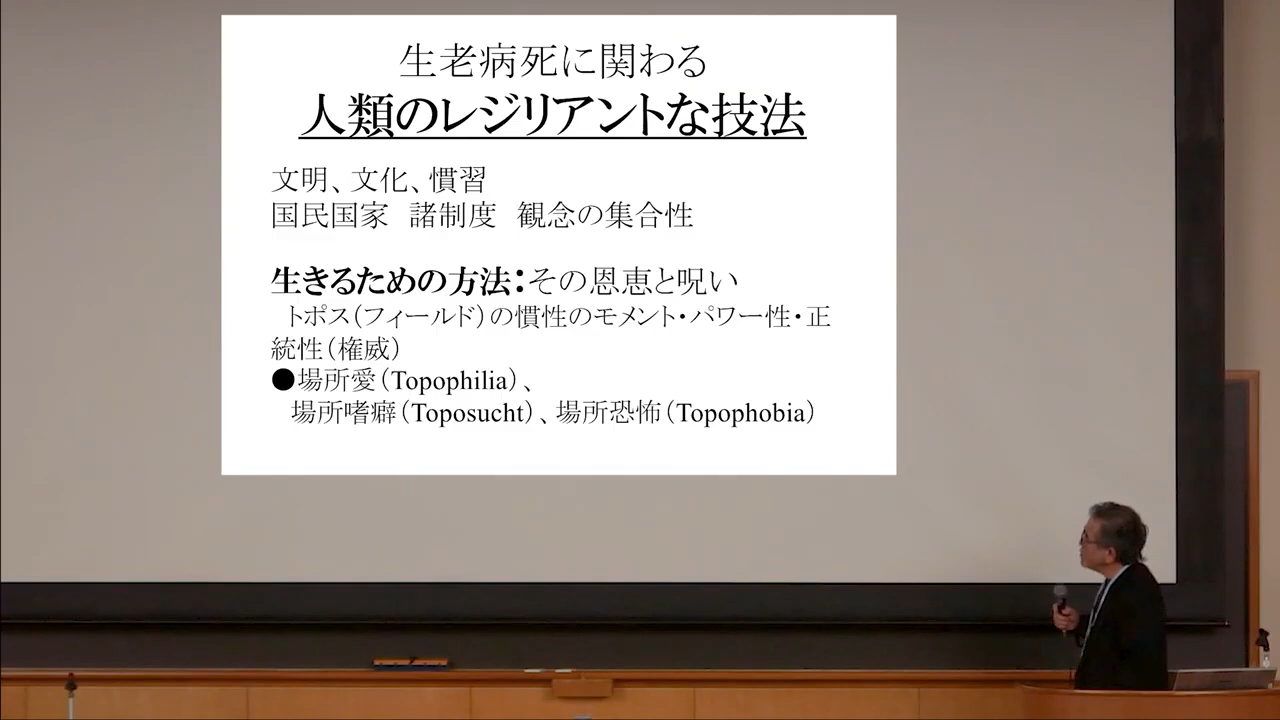 生老病死に関わる
人類のレジリアントな技法
文明、文化、慣習
国民国家　諸制度　観念の集合性
生きるための方法：その恩恵と呪い
トポス（フィールド）の慣性のモメント・パワー性・正
統性（権威）
●場所愛（Topophilia）、
場所嗜癖（Toposucht）、場所恐怖（Topophobia）